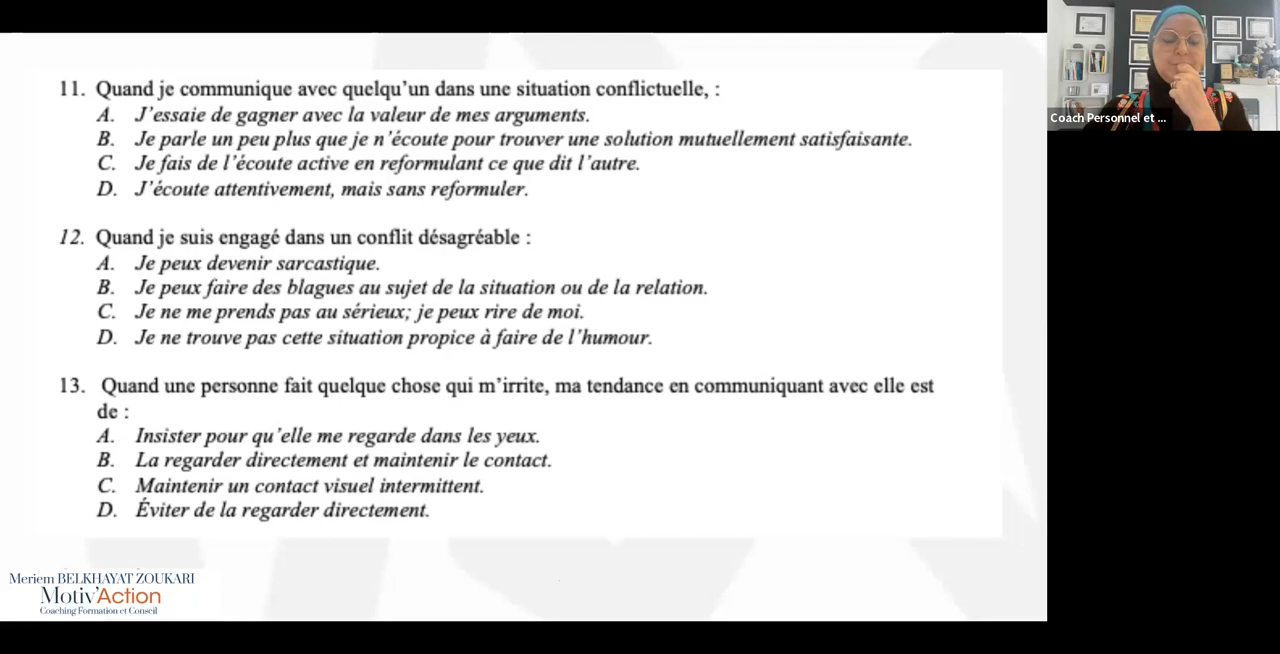 11. Quand je communique avec quelqu'un dans une situation conflictuelle, :
A. J'essaie de gagner avec la valeur de mes arguments.
B. Je parle un peu plus que je n'écoute pour trouver une solution mutuellement satisfaisante.
C. Je fais de l'écoute active en reformulant ce que dit l'autre.
D. J'écoute attentivement, mais sans reformuler.
12. Quand je suis engagé dans un conflit désagréable :
A. Je peux devenir sarcastique.
B. Je peux faire des blagues au sujet de la situation ou de la relation.
C. Je ne me prends pas au sérieux; je peux rire de moi.
D. Je ne trouve pas cette situation propice à faire de l'humour.
13. Quand une personne fait quelque chose qui m'irrite, ma tendance en communiquant avec elle est
de :
A. Insister pour qu'elle me regarde dans les yeux.
B. La regarder directement et maintenir le contact.
C. Maintenir un contact visuel intermittent.
D. Éviter de la regarder directement.
Meriem BELKHAYAT ZOUKARI
Motiv'Action
Coaching Formation et Conseil
Coach Personnel et ...